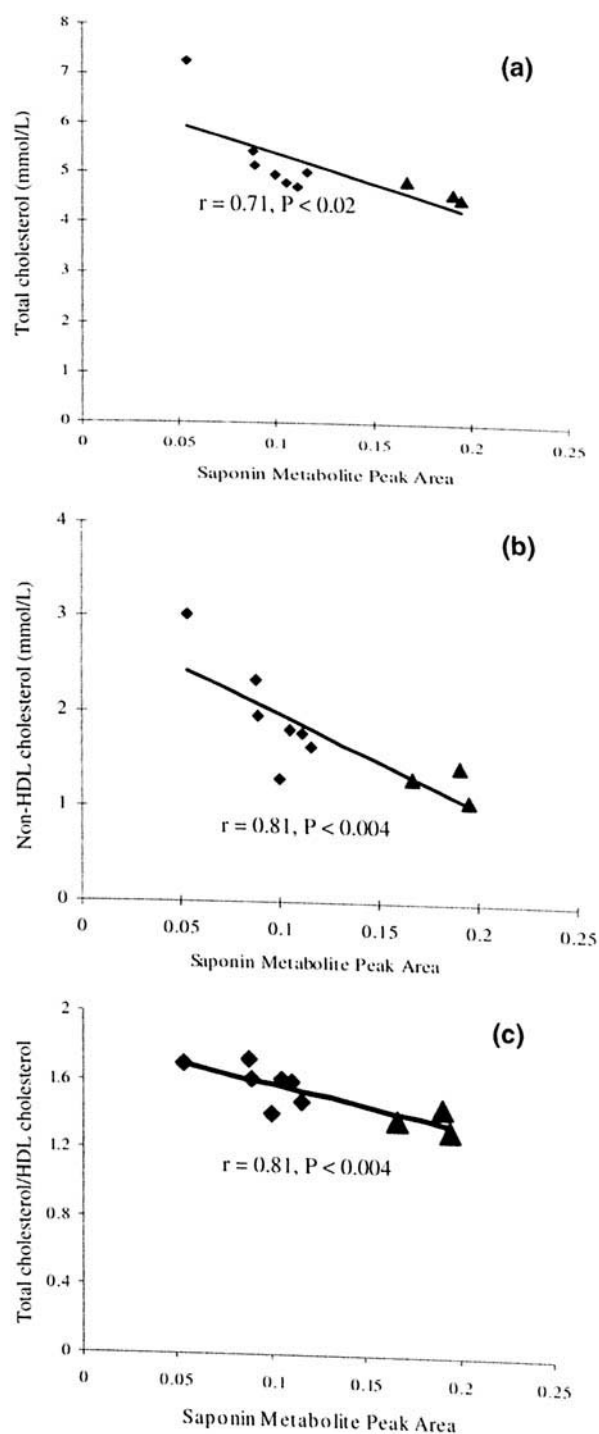 (a)
Total cholesterol (mmol/L)
8
7
6
5
4
3
2
1
0
r = 0.71, P < 0.02
0 0.05 0.1 0.15 0.2 0.25
Saponin Metabolite Peak Area
(b)
Non-HDL cholesterol (mmol/L)
4
3
2
1
0
r = 0.81, P < 0.004
0 0.05 0.1 0.15 0.2 0.25
Saponin Metabolite Peak Area
(c)
Total cholesterol/HDL cholesterol
2
1.6
1.2
0.8
0.4
0
r = 0.81, P < 0.004
0 0.05 0.1 0.15 0.2 0.25
Saponin Metabolite Peak Area